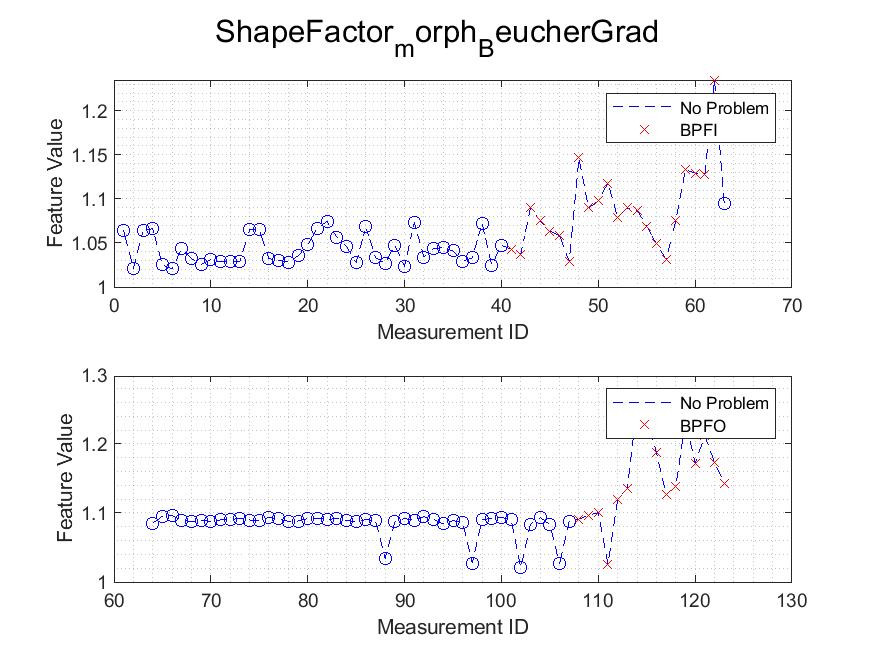 ShapeFactor_morph_BeucherGrad
1.2
1.15
1.1
1.05
1
Feature Value
No Problem
BPFI
0 10 20 30 40 50 60 70
Measurement ID
1.3
1.2
1.1
1
Feature Value
No Problem
BPFO
60 70 80 90 100 110 120 130
Measurement ID